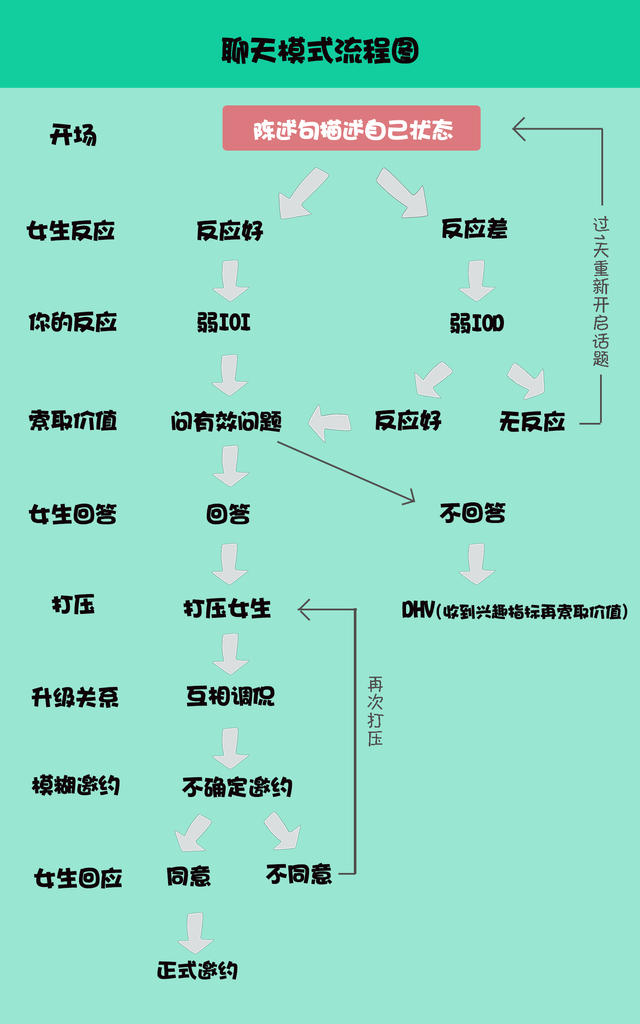 聊天模式流程图
开场
陈述句描述自己状态
女生反应
反应好
反应差
过1天重新开启话题
你的反应
弱IOI
弱IOD
索取价值
问有效问题
反应好
无反应
女生回答
回答
不回答
打压
打压女生
DHV(收到兴趣指标再索取价值)
升级关系
互相调侃
再次打压
模糊邀约
不确定邀约
女生回应
同意
不同意
正式邀约